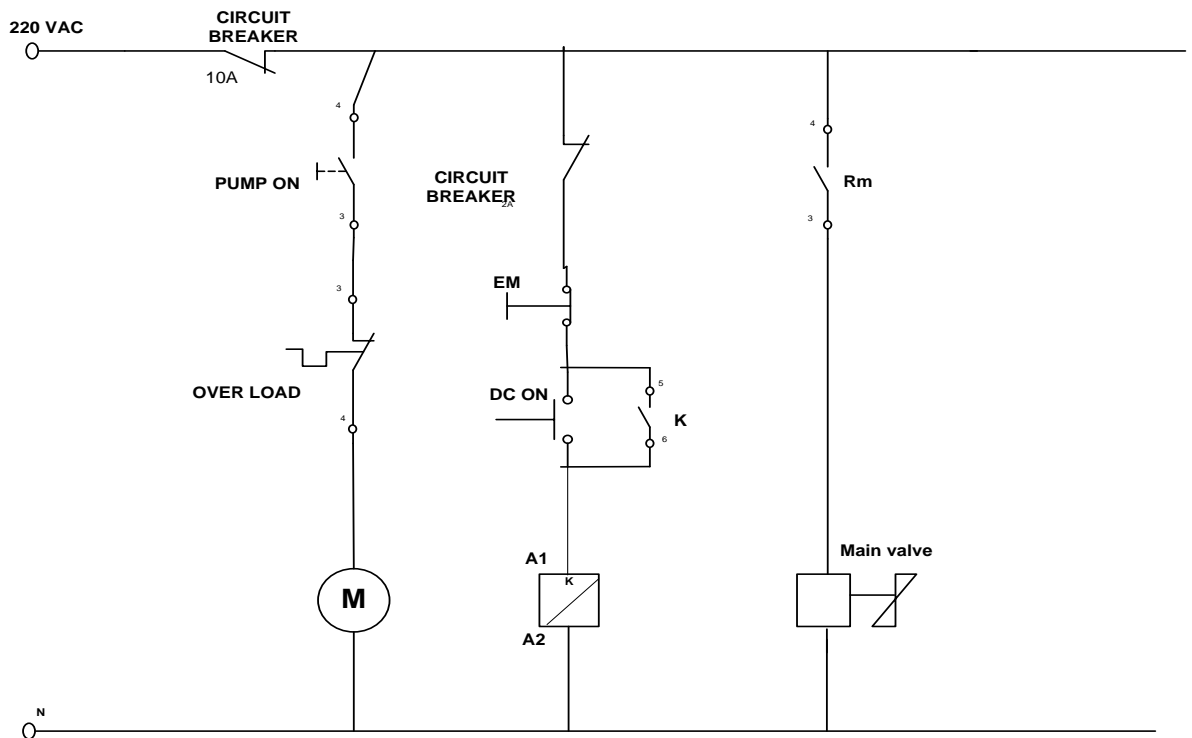 220 VAC
CIRCUIT
BREAKER
10A
4
4
PUMP ON
CIRCUIT
BREAKER
2A
Rm
3
3
3
EM
OVER LOAD
DC ON
5
K
4
6
A1
K
Main valve
M
A2
N